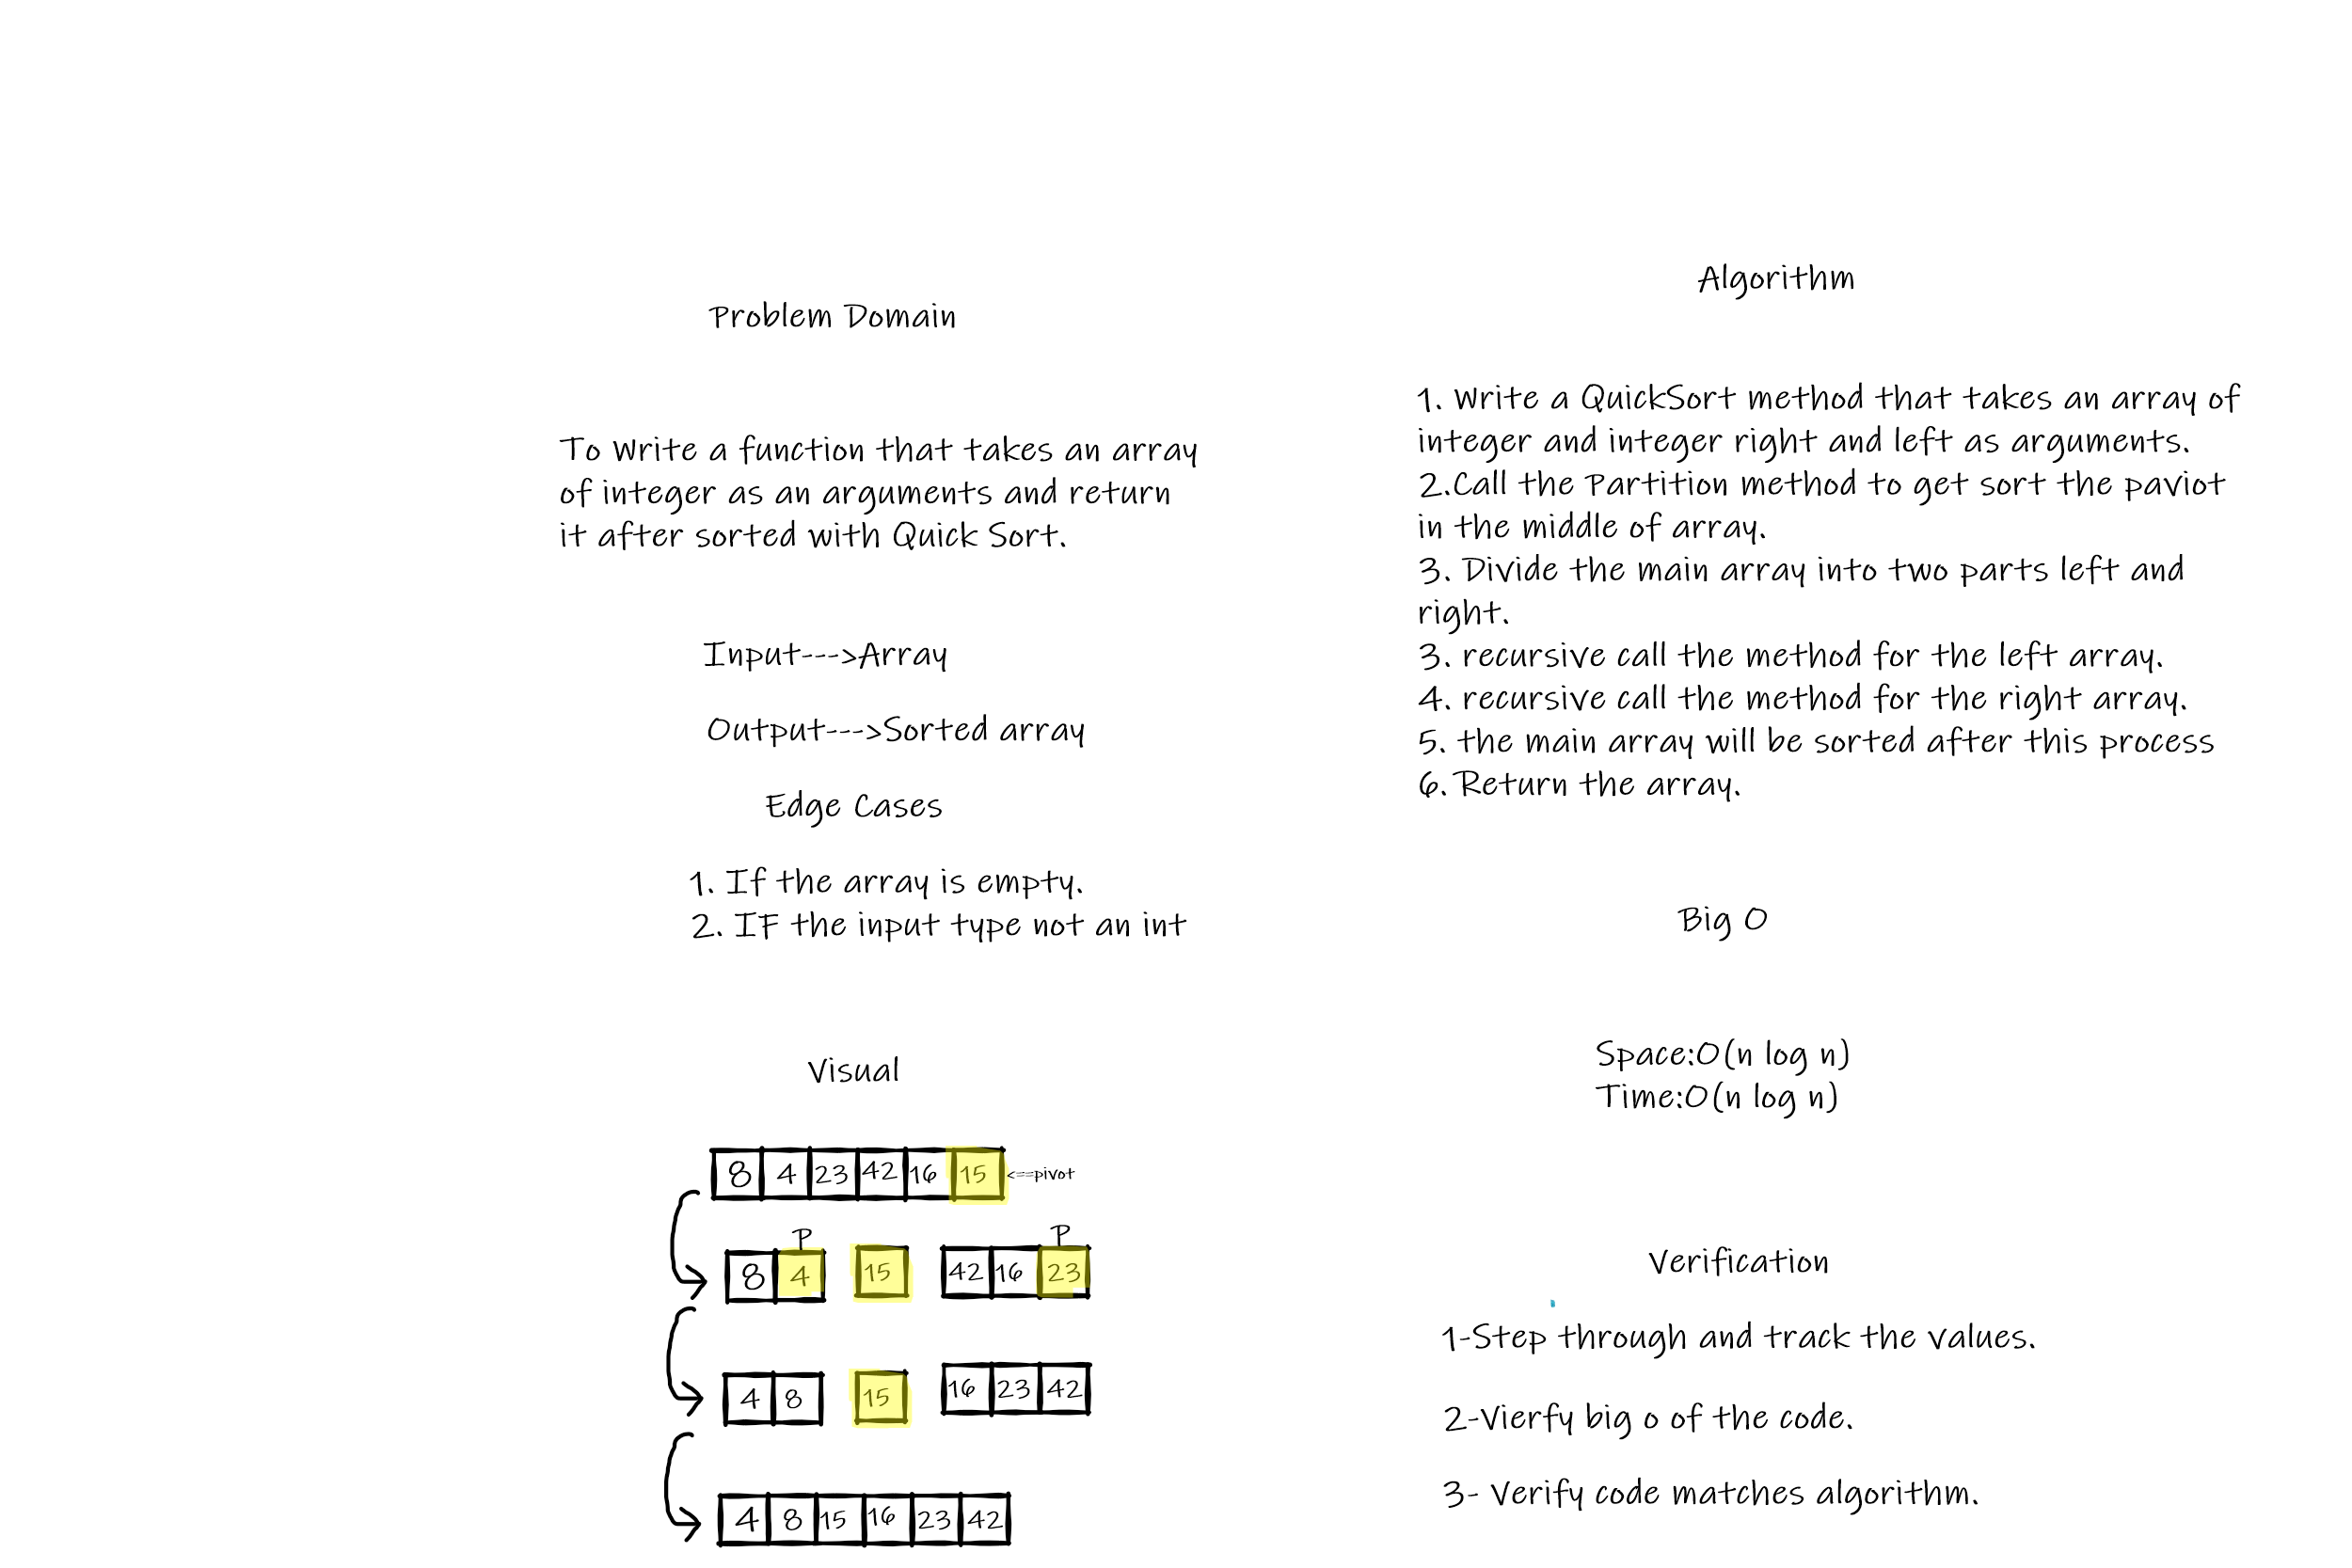 Problem Domain
To Write a function that takes an array
of integer as an arguments and return
it after sorted with Quick Sort.
Input--->Array
Output--->Sorted array
Edge Cases
1. If the array is empty.
2. IF the input type not an int
Visual
8 4 23 42 16 15 <==pivot
P P
8 4 15 42 16 23
4 8 15 16 23 42
4 8 15 16 23 42
Algorithm
1. Write a QuickSort method that takes an array of
integer and integer right and left as arguments.
2.Call the Partition method to get sort the paviot
in the middle of array.
3. Divide the main array into two parts left and
right.
3. recursive call the method for the left array.
4. recursive call the method for the right array.
5. the main array will be sorted after this process
6. Return the array.
Big O
Space:O(n log n)
Time:O(n log n)
Verification
1-Step through and track the values.
2-Vierfy big o of the code.
3- Verify code matches algorithm.